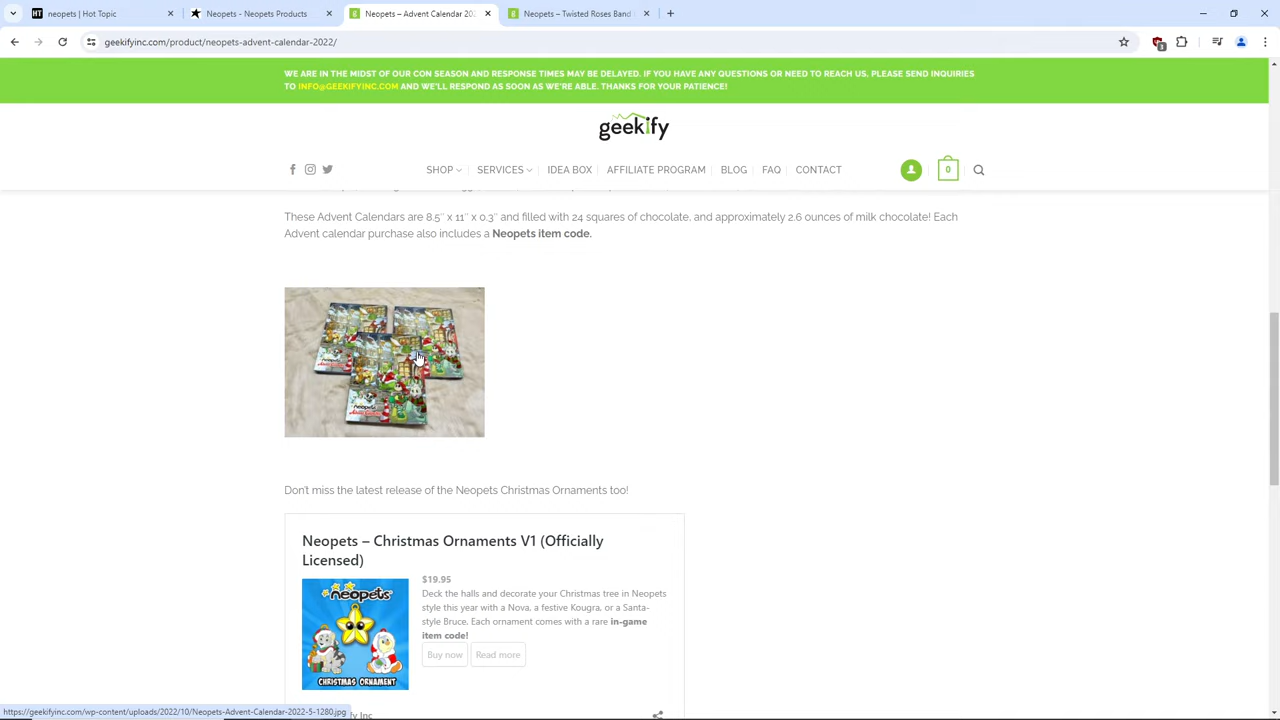 neopets | Hot Topic
Neopets - Neopets Products
Neopets – Advent Calendar 202
Neopets – Twisted Roses Band
geekifyinc.com/product/neopets-advent-calendar-2022/
3
WE ARE IN THE MIDST OF OUR CON SEASON AND RESPONSE TIMES MAY BE DELAYED. IF YOU HAVE ANY QUESTIONS OR NEED TO REACH US, PLEASE SEND INQUIRIES
TO INFO@GEEKIFYINC.COM AND WE'LL RESPOND AS SOON AS WE'RE ABLE. THANKS FOR YOUR PATIENCE!
geekify
SHOP SERVICES IDEA BOX AFFILIATE PROGRAM BLOG FAQ CONTACT 0
These Advent Calendars are 8.5″ x 11″ x 0.3″ and filled with 24 squares of chocolate, and approximately 2.6 ounces of milk chocolate! Each
Advent calendar purchase also includes a Neopets item code.
Don't miss the latest release of the Neopets Christmas Ornaments too!
Neopets – Christmas Ornaments V1 (Officially
Licensed)
neopets
CHRISTMAS ORNAMENT
$19.95
Deck the halls and decorate your Christmas tree in Neopets
style this year with a Nova, a festive Kougra, or a Santa-
style Bruce. Each ornament comes with a rare in-game
item code!
Buy now Read more
https://geekifyinc.com/wp-content/uploads/2022/10/Neopets-Advent-Calendar-2022-5-1280.jpg
fy Inc